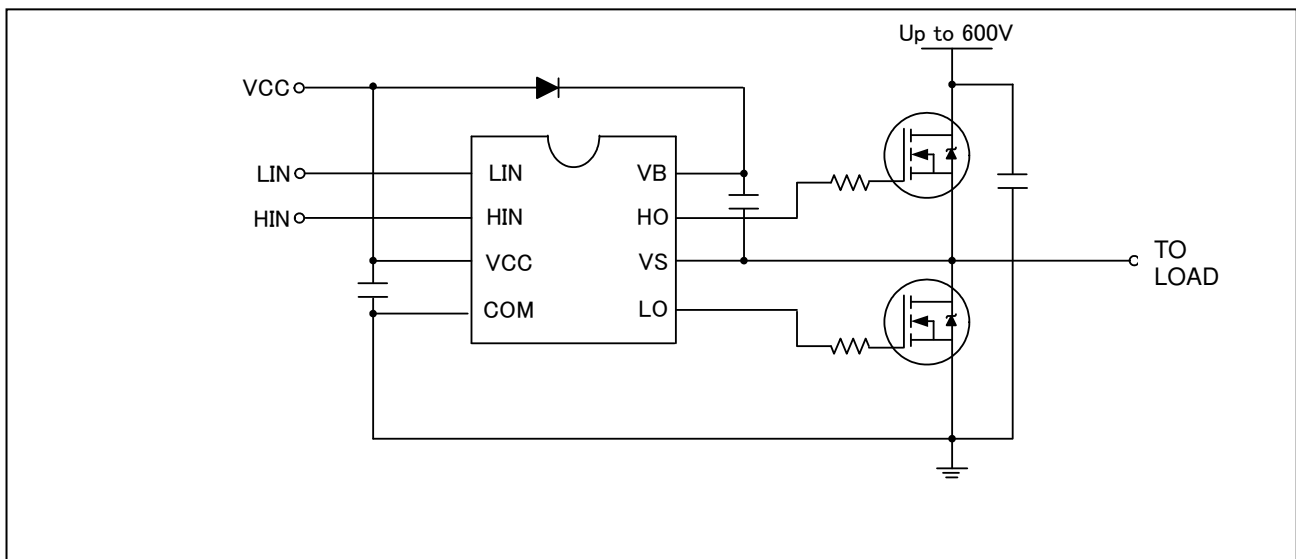 Up to 600V
VCC
LIN
HIN
LIN
HIN
VCC
COM
VB
HO
VS
LO
TO
LOAD